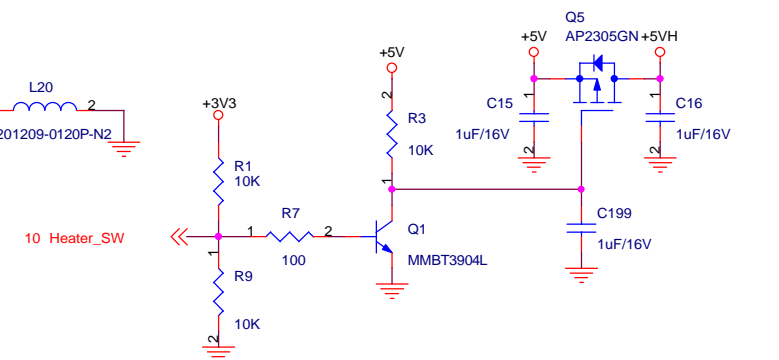 Q5
+5V AP2305GN +5VH
+5V
L20
2
201209-0120P-N2
+3V3
2
R3
10K
1
C15
1
1uF/16V
2
C16
1
1uF/16V
2
R1
10K
R7
1 2
100
Q1
MMBT3904L
C199
1uF/16V
10 Heater_SW
1
R9
10K
2